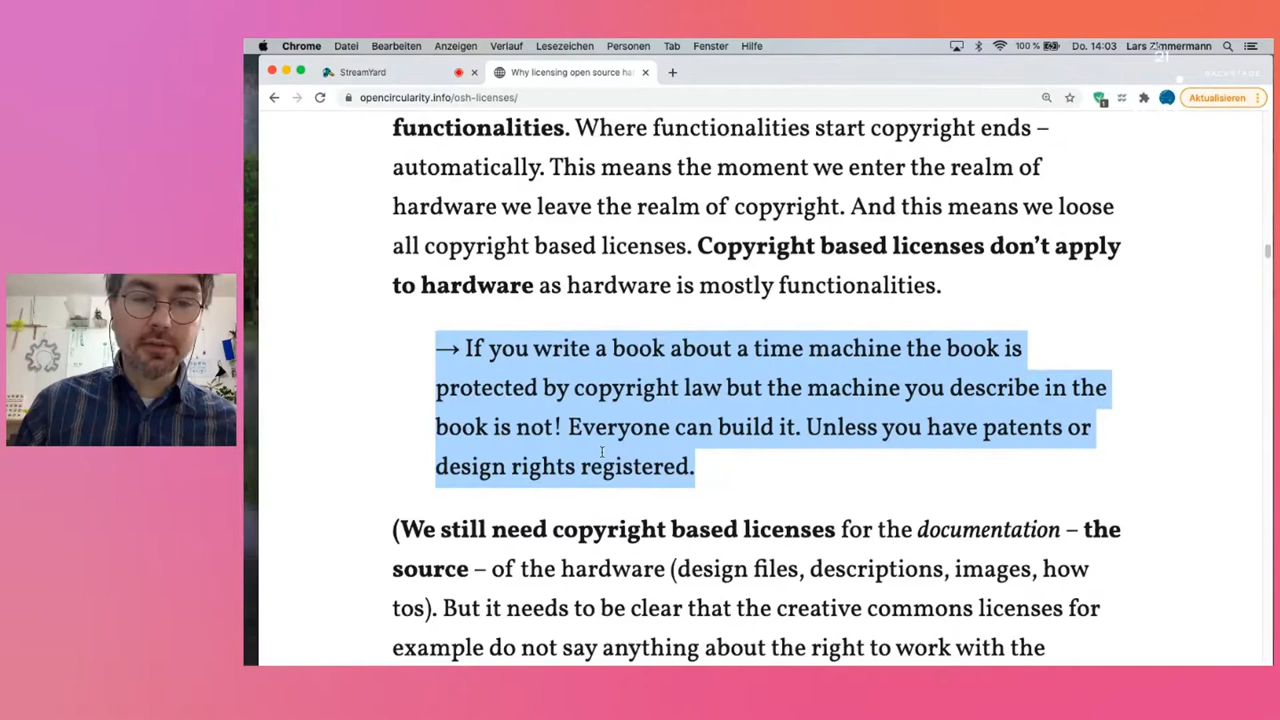 Chrome Datei Bearbeiten Anzeigen Verlauf Lesezeichen Personen Tab Fenster Hilfe 100 % Do. 14:03 Lars Zimmermann
21
BACKSTAGE
StreamYard Why licensing open source ha
opencircularity.info/osh-licenses/ 1 Aktualisieren
functionalities. Where functionalities start copyright ends –
automatically. This means the moment we enter the realm of
hardware we leave the realm of copyright. And this means we loose
all copyright based licenses. Copyright based licenses don’t apply
to hardware as hardware is mostly functionalities.
→ If you write a book about a time machine the book is
protected by copyright law but the machine you describe in the
book is not! Everyone can build it. Unless you have patents or
design rights registered.
(We still need copyright based licenses for the documentation – the
source – of the hardware (design files, descriptions, images, how
tos). But it needs to be clear that the creative commons licenses for
example do not say anything about the right to work with the